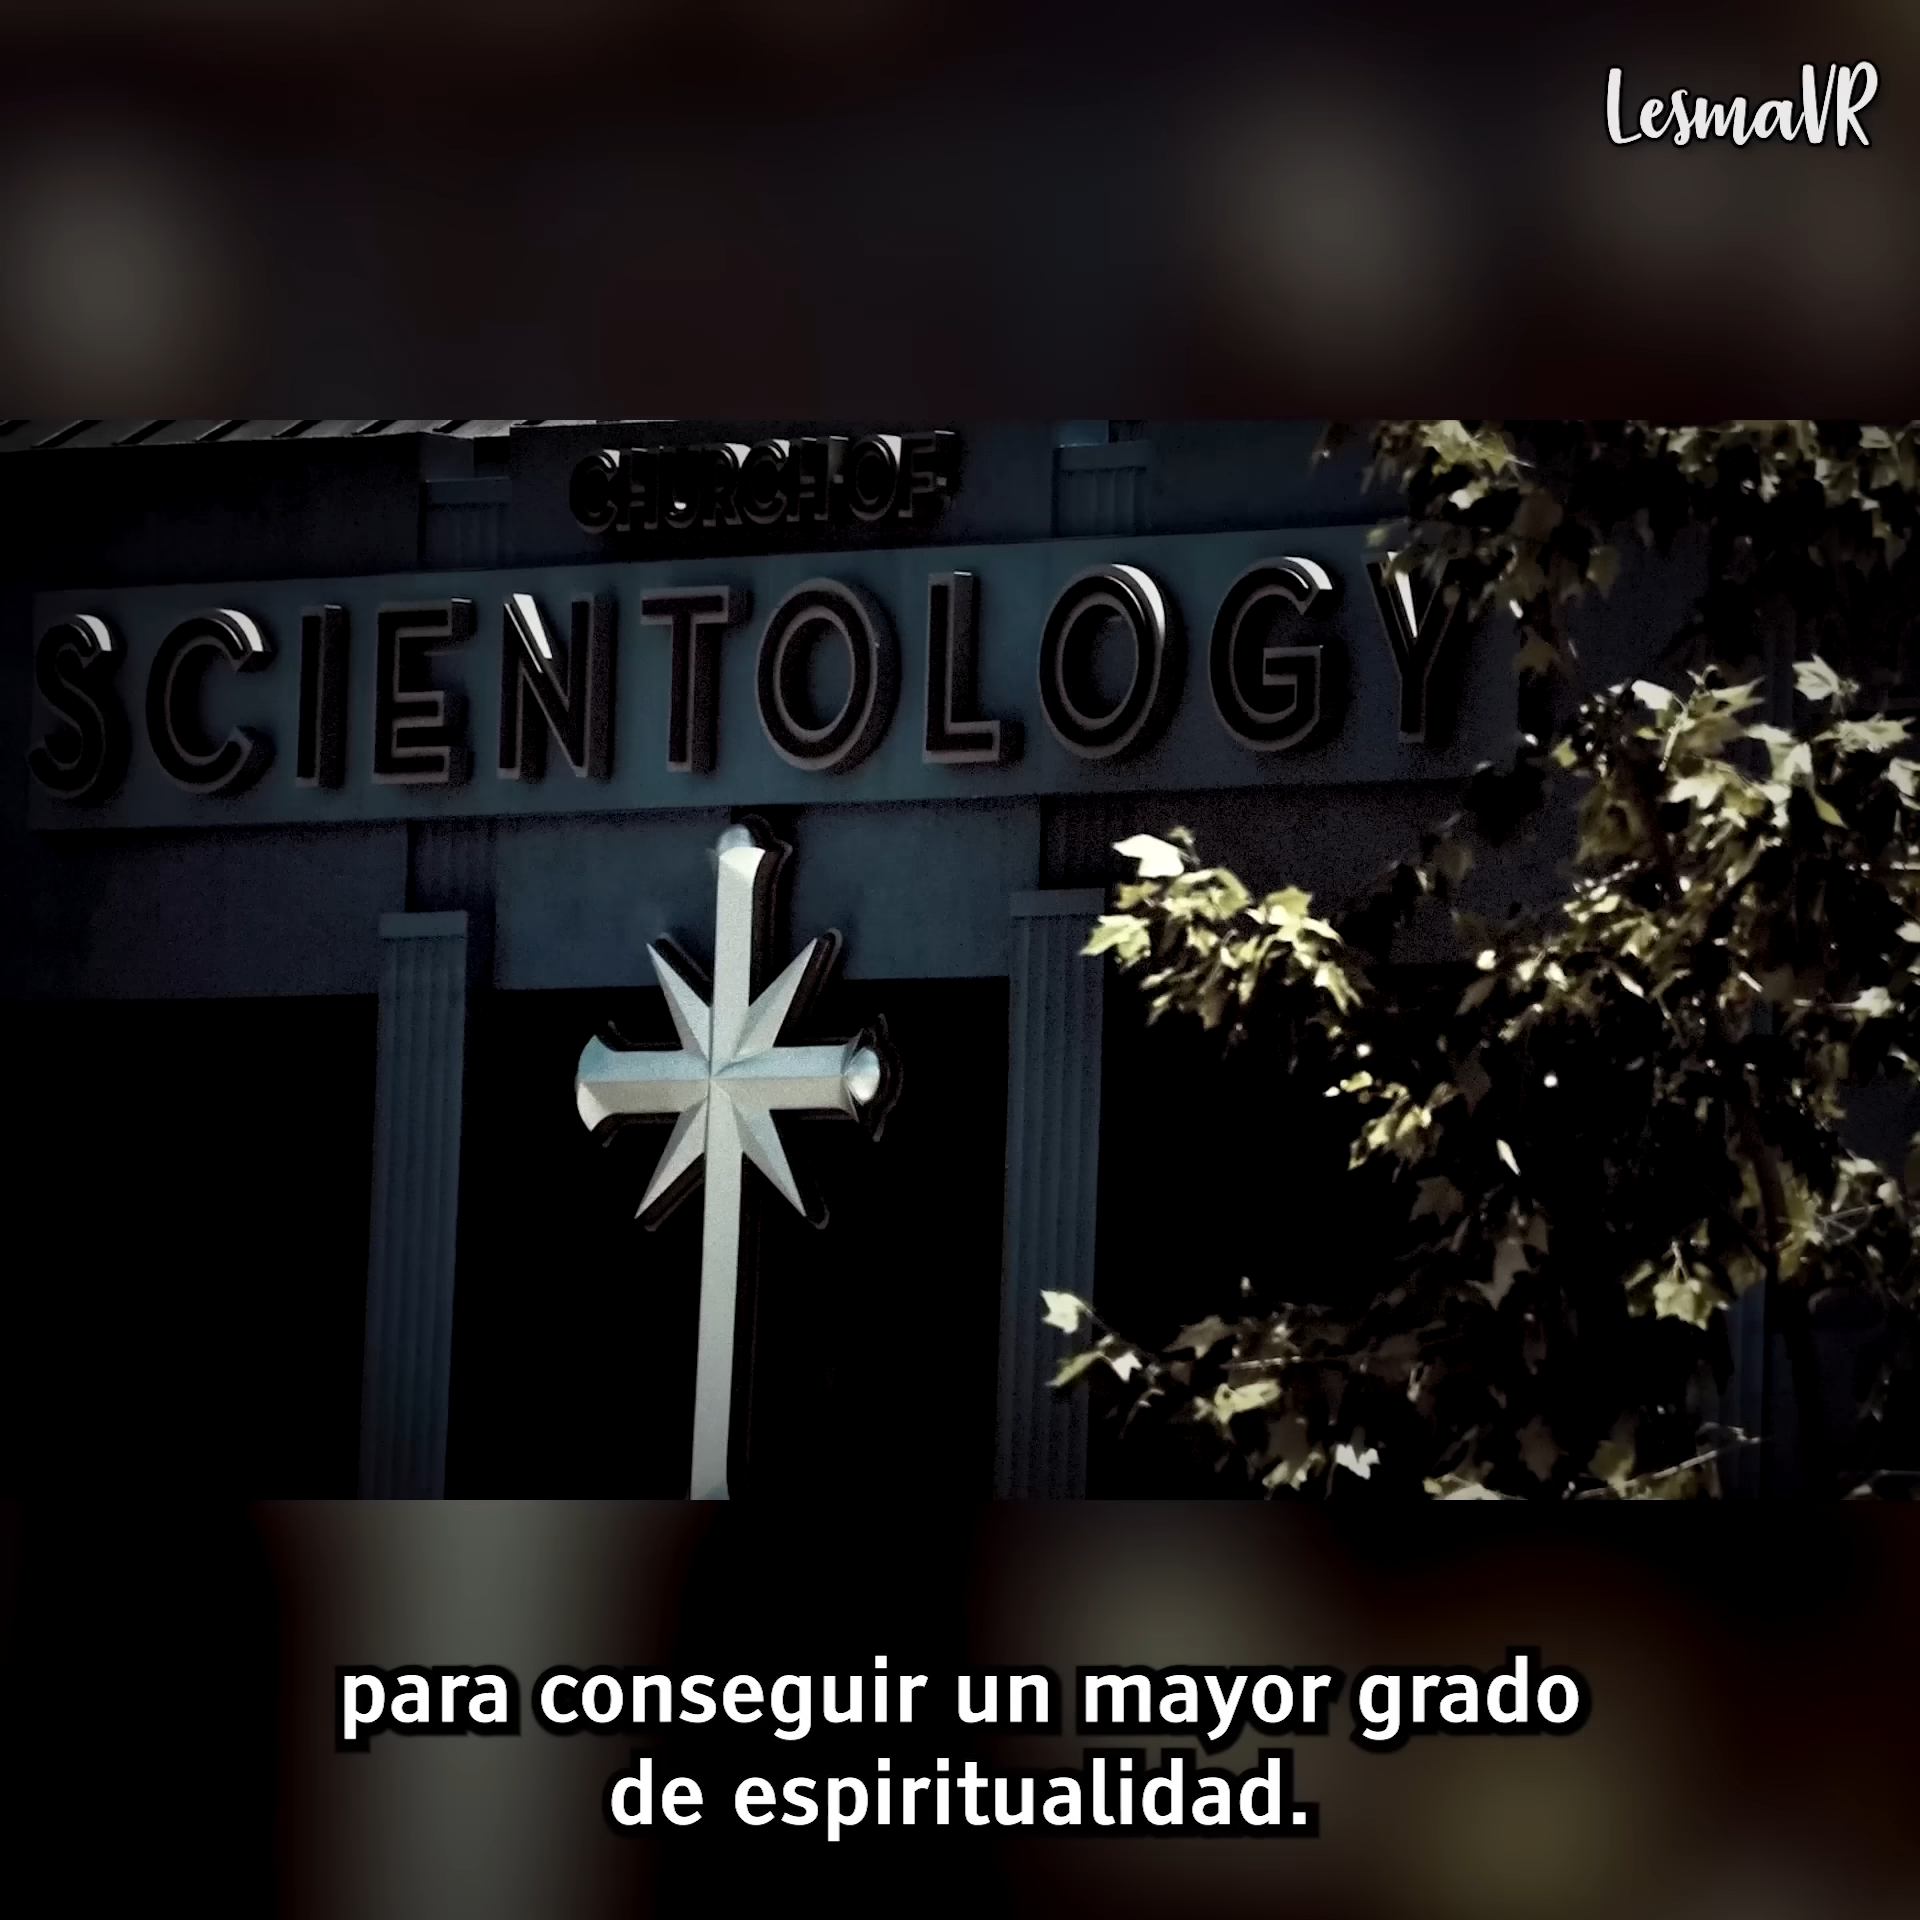 LesmaVR
CHURCH OF
SCIENTOLOGY
para conseguir un mayor grado
de espiritualidad.